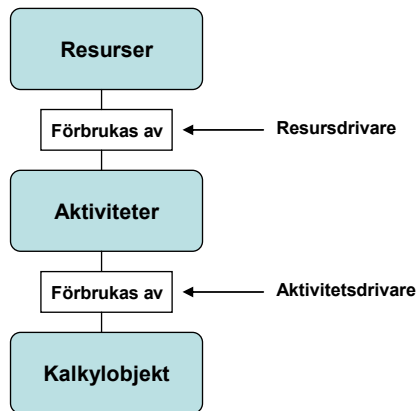 Resurser
Förbrukas av
Resursdrivare
Aktiviteter
Förbrukas av
Aktivitetsdrivare
Kalkylobjekt